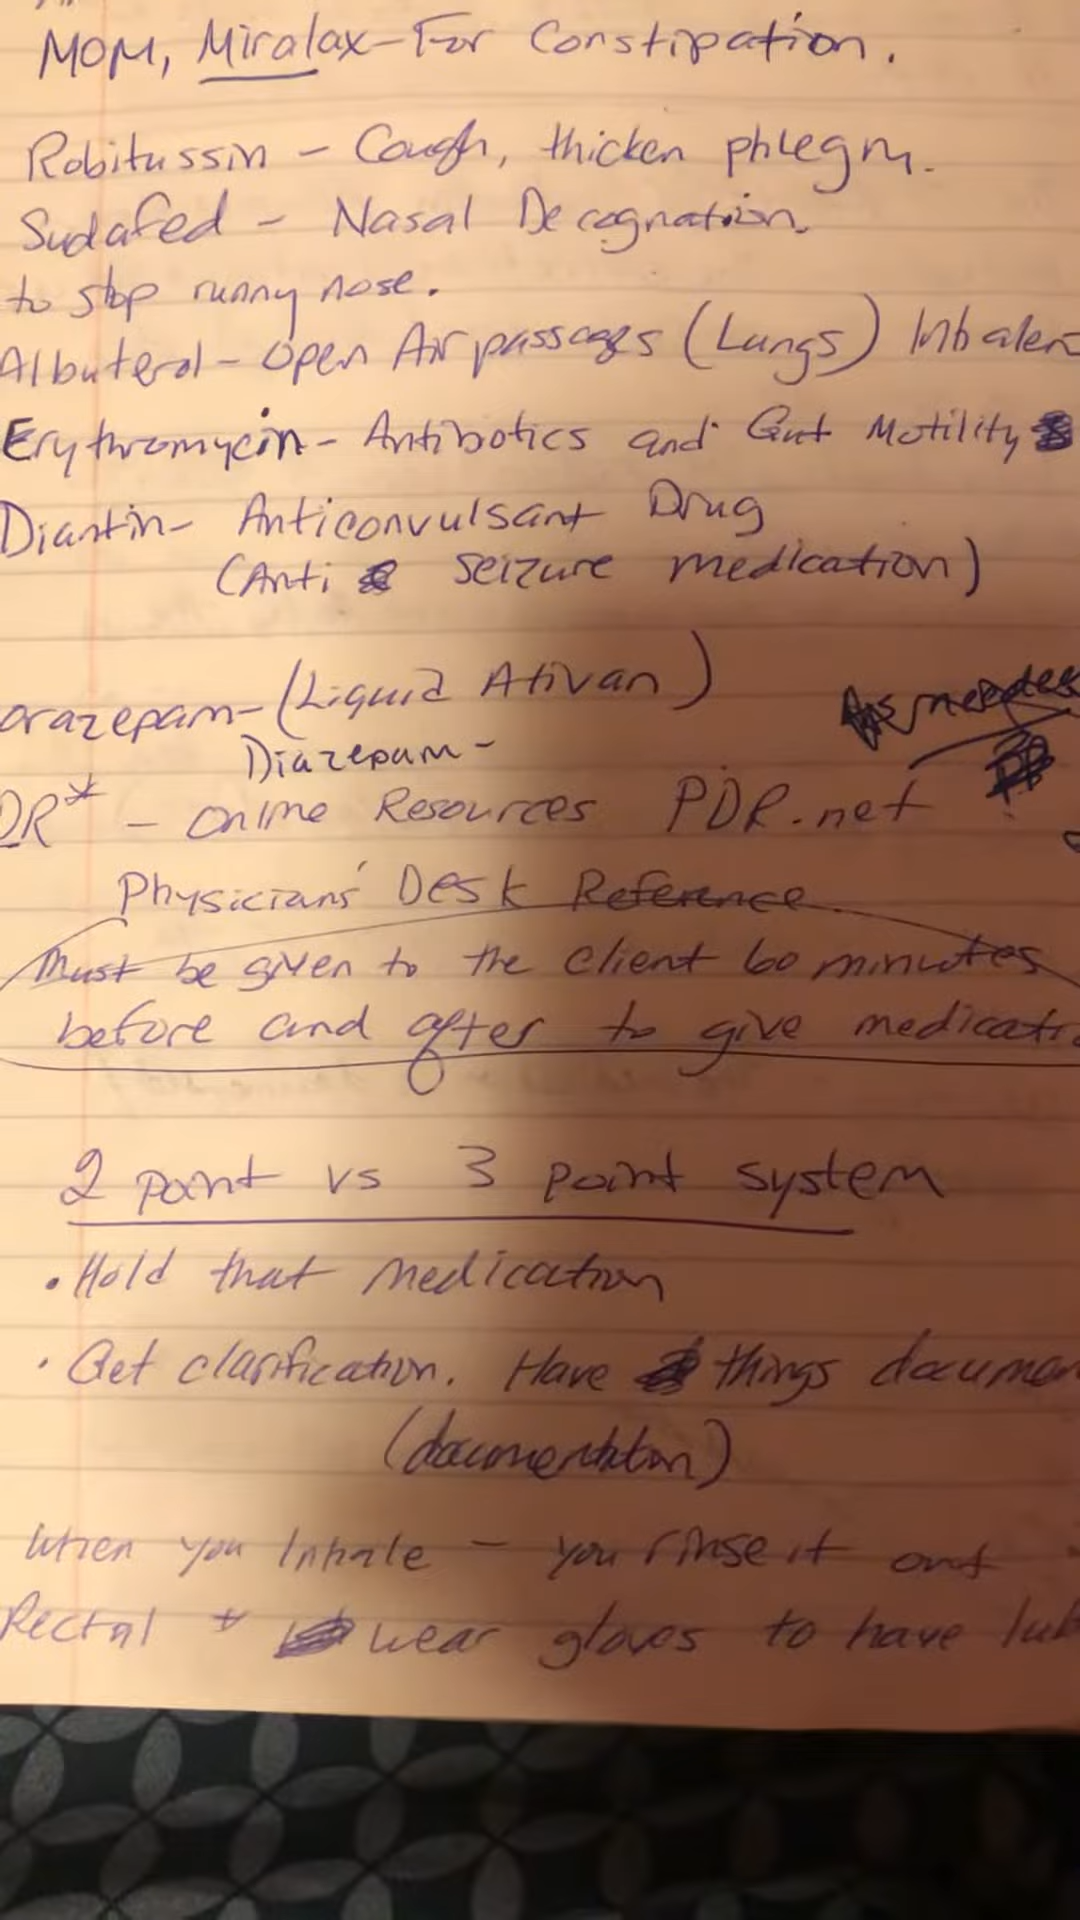 MOM, Miralax - For Constipation.
Robitussin - Cough, thicken phlegm.
Sudafed - Nasal Decognation.
to stop runny nose.
Albuterol - Open Air passages (Lungs) Inhalers
Erythromycin - Antibotics and Gut Motility
Diantin - Anticonvulsant Drug
(Anti seizure medication)
orazepam - (Liquid Ativan)
As needed
Diazepam -
DR* - Online Resources PDR.net
Physicians' Desk Reference
Must be given to the client 60 minutes
before and after to give medicati
2 point vs 3 point system
• Hold that medication
• Get clarification. Have things documen
(documentation)
When you Inhale - you rinse it out
Rectal + wear gloves to have lub